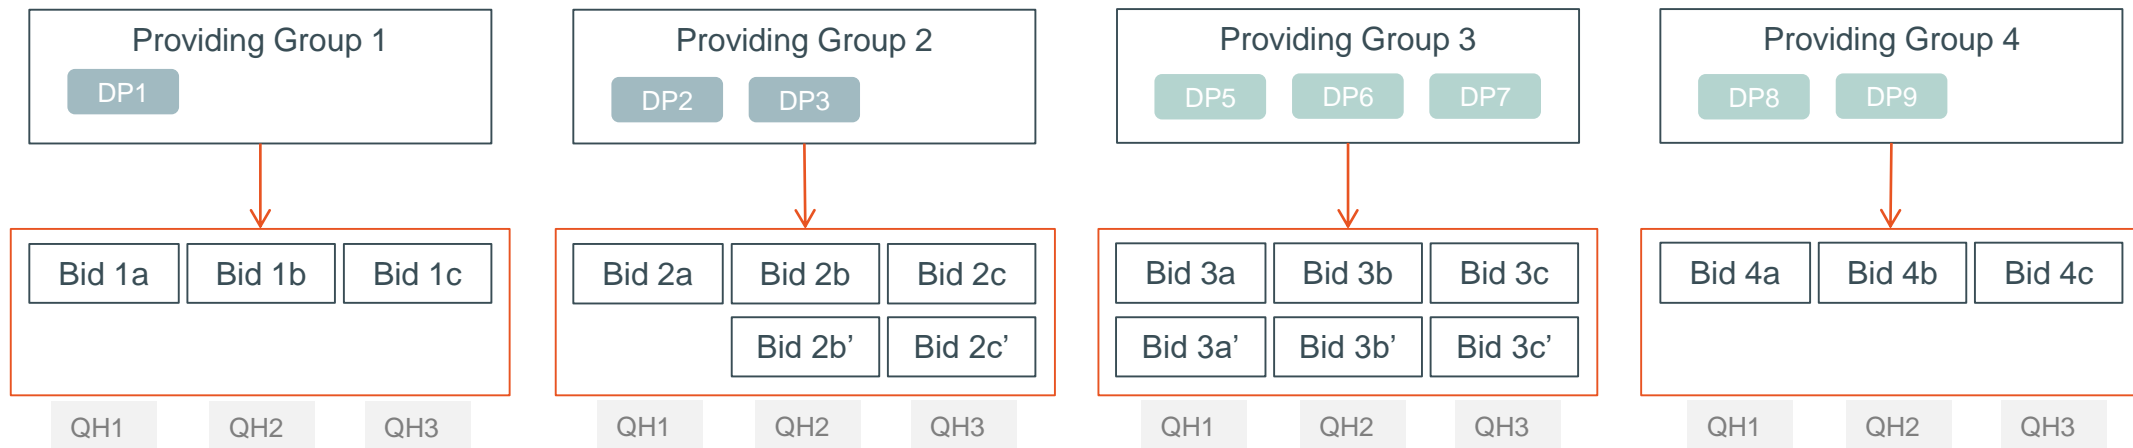 Providing Group 1
DP1
Bid 1a Bid 1b Bid 1c
QH1 QH2 QH3
Providing Group 2
DP2 DP3
Bid 2a Bid 2b Bid 2c
Bid 2b’ Bid 2c’
QH1 QH2 QH3
Providing Group 3
DP5 DP6 DP7
Bid 3a Bid 3b Bid 3c
Bid 3a’ Bid 3b’ Bid 3c’
QH1 QH2 QH3
Providing Group 4
DP8 DP9
Bid 4a Bid 4b Bid 4c
QH1 QH2 QH3